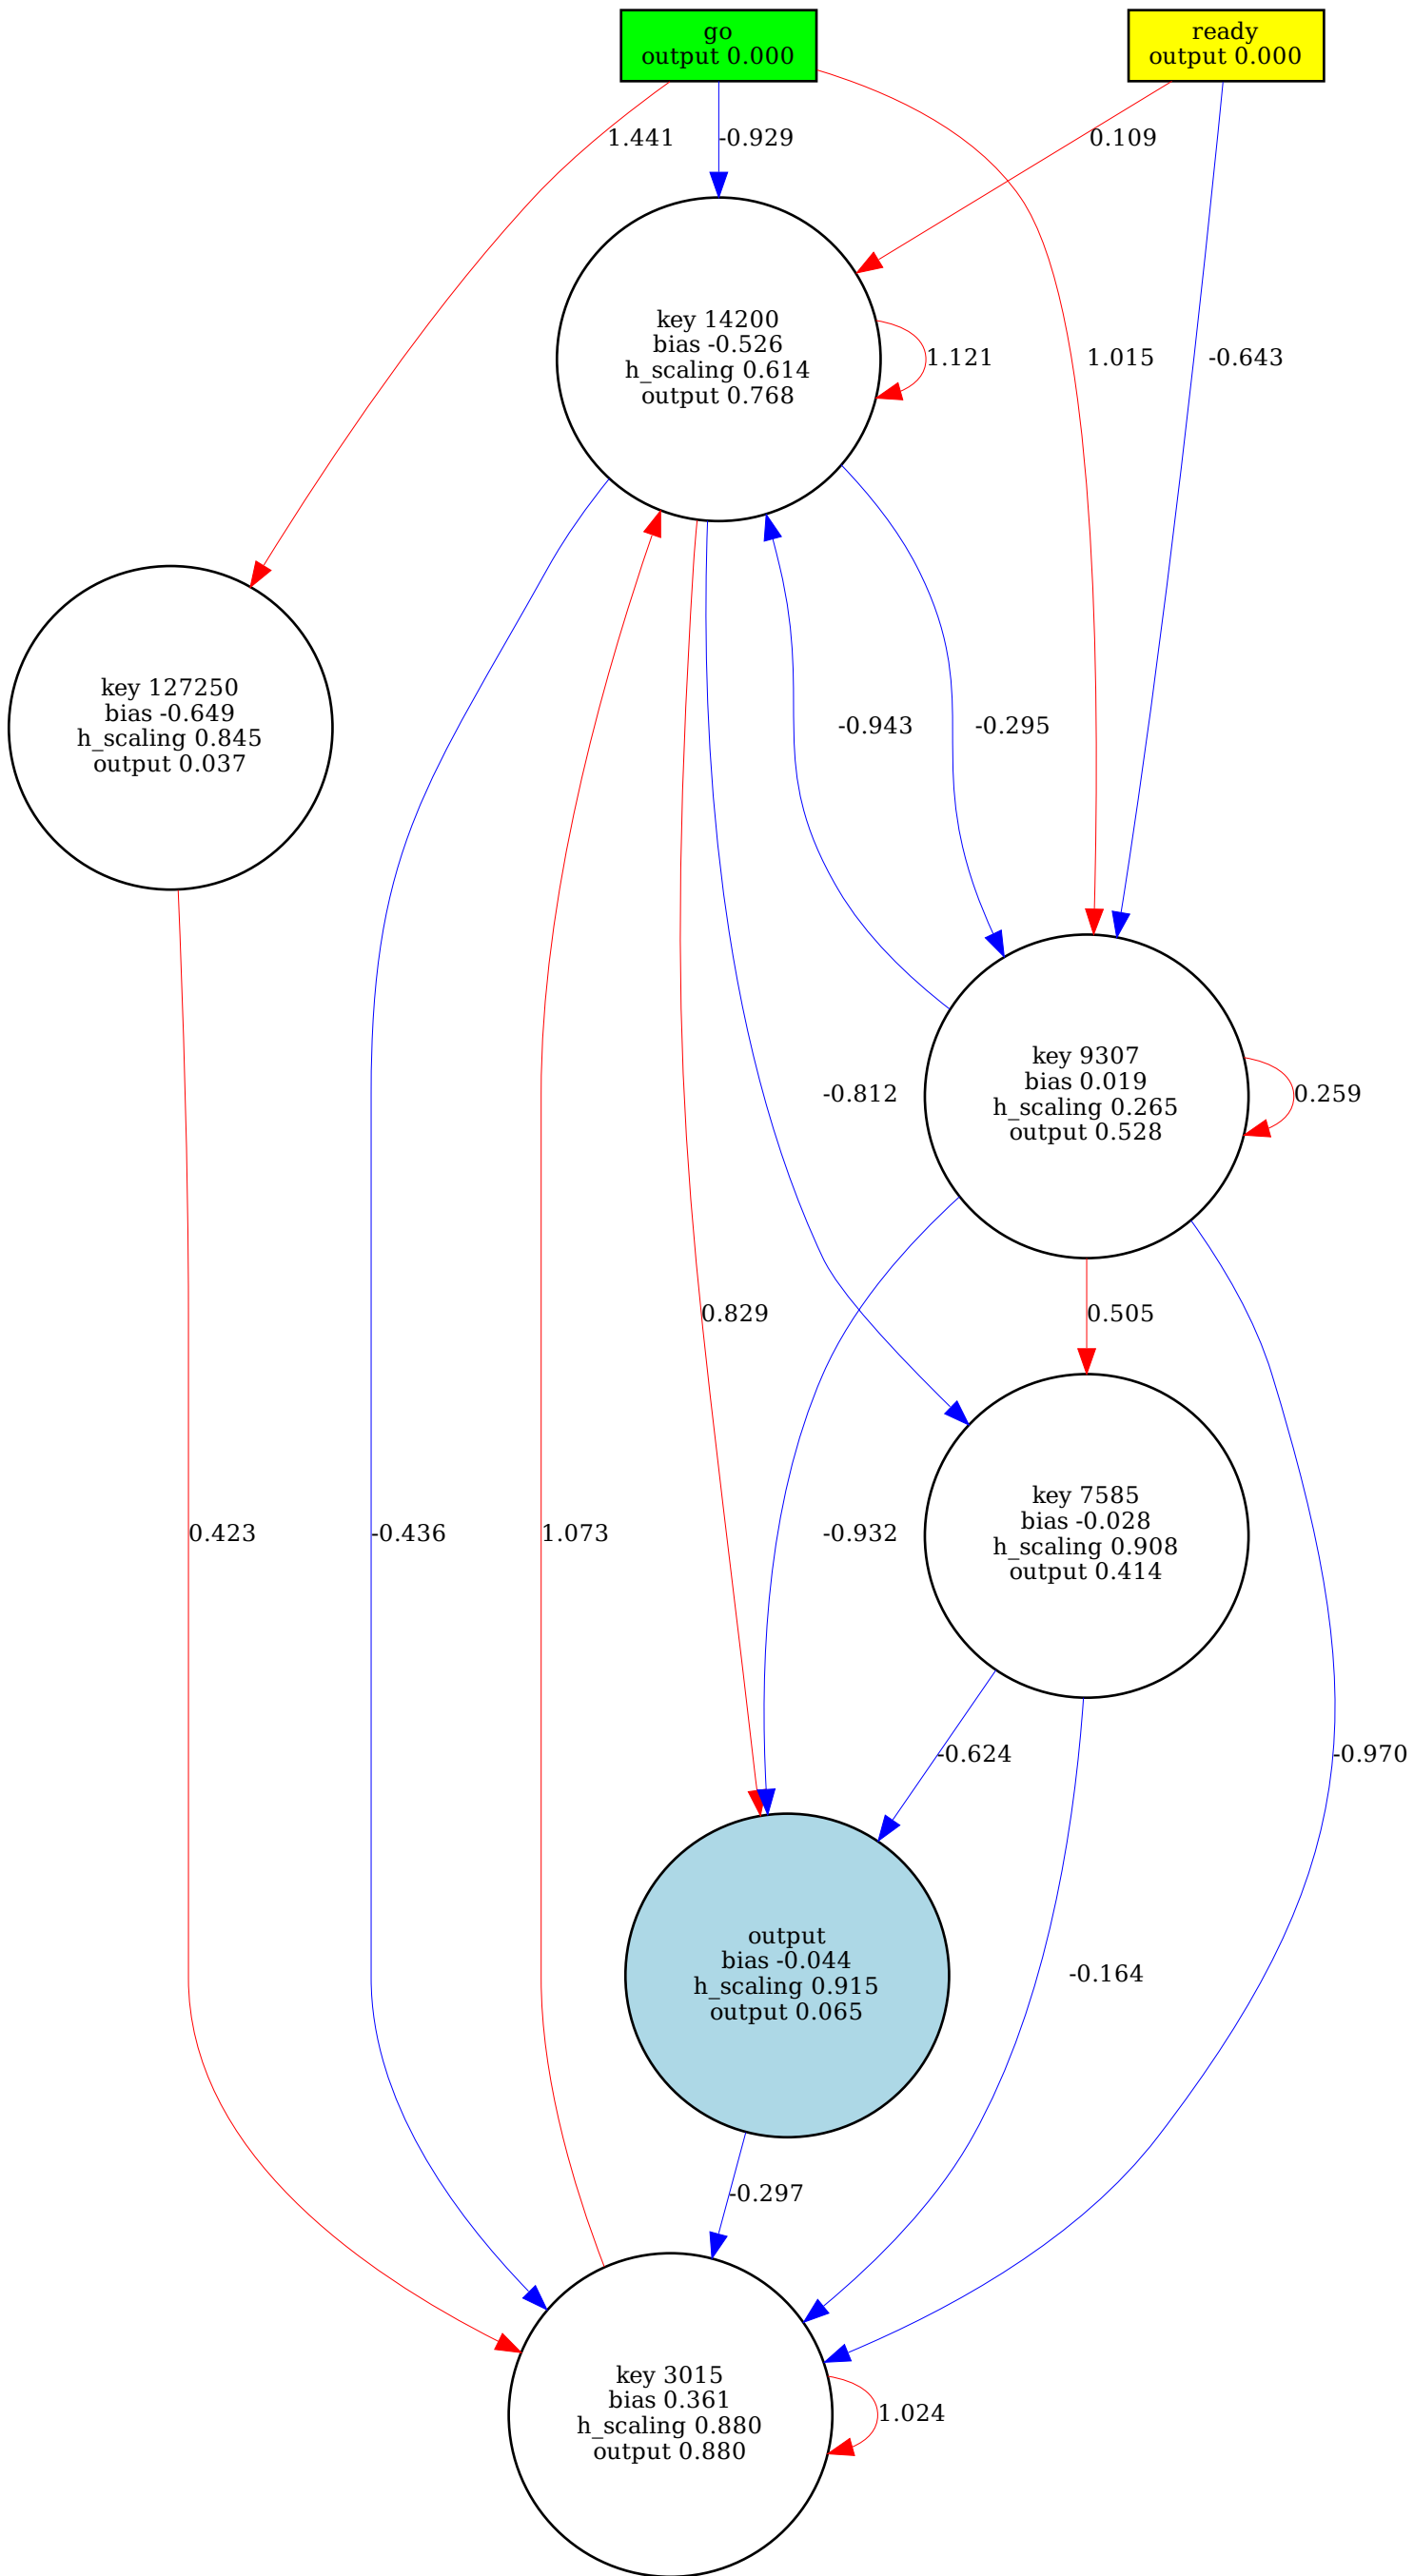 go
output 0.000
ready
output 0.000
1.441
-0.929
0.109
key 14200
bias -0.526
h_scaling 0.614
output 0.768
1.121
1.015
-0.643
key 127250
bias -0.649
h_scaling 0.845
output 0.037
-0.943
-0.295
key 9307
bias 0.019
h_scaling 0.265
output 0.528
-0.812
0.259
0.829
0.505
key 7585
bias -0.028
h_scaling 0.908
output 0.414
0.423
-0.436
1.073
-0.932
-0.624
-0.970
output
bias -0.044
h_scaling 0.915
output 0.065
-0.164
-0.297
key 3015
bias 0.361
h_scaling 0.880
output 0.880
1.024